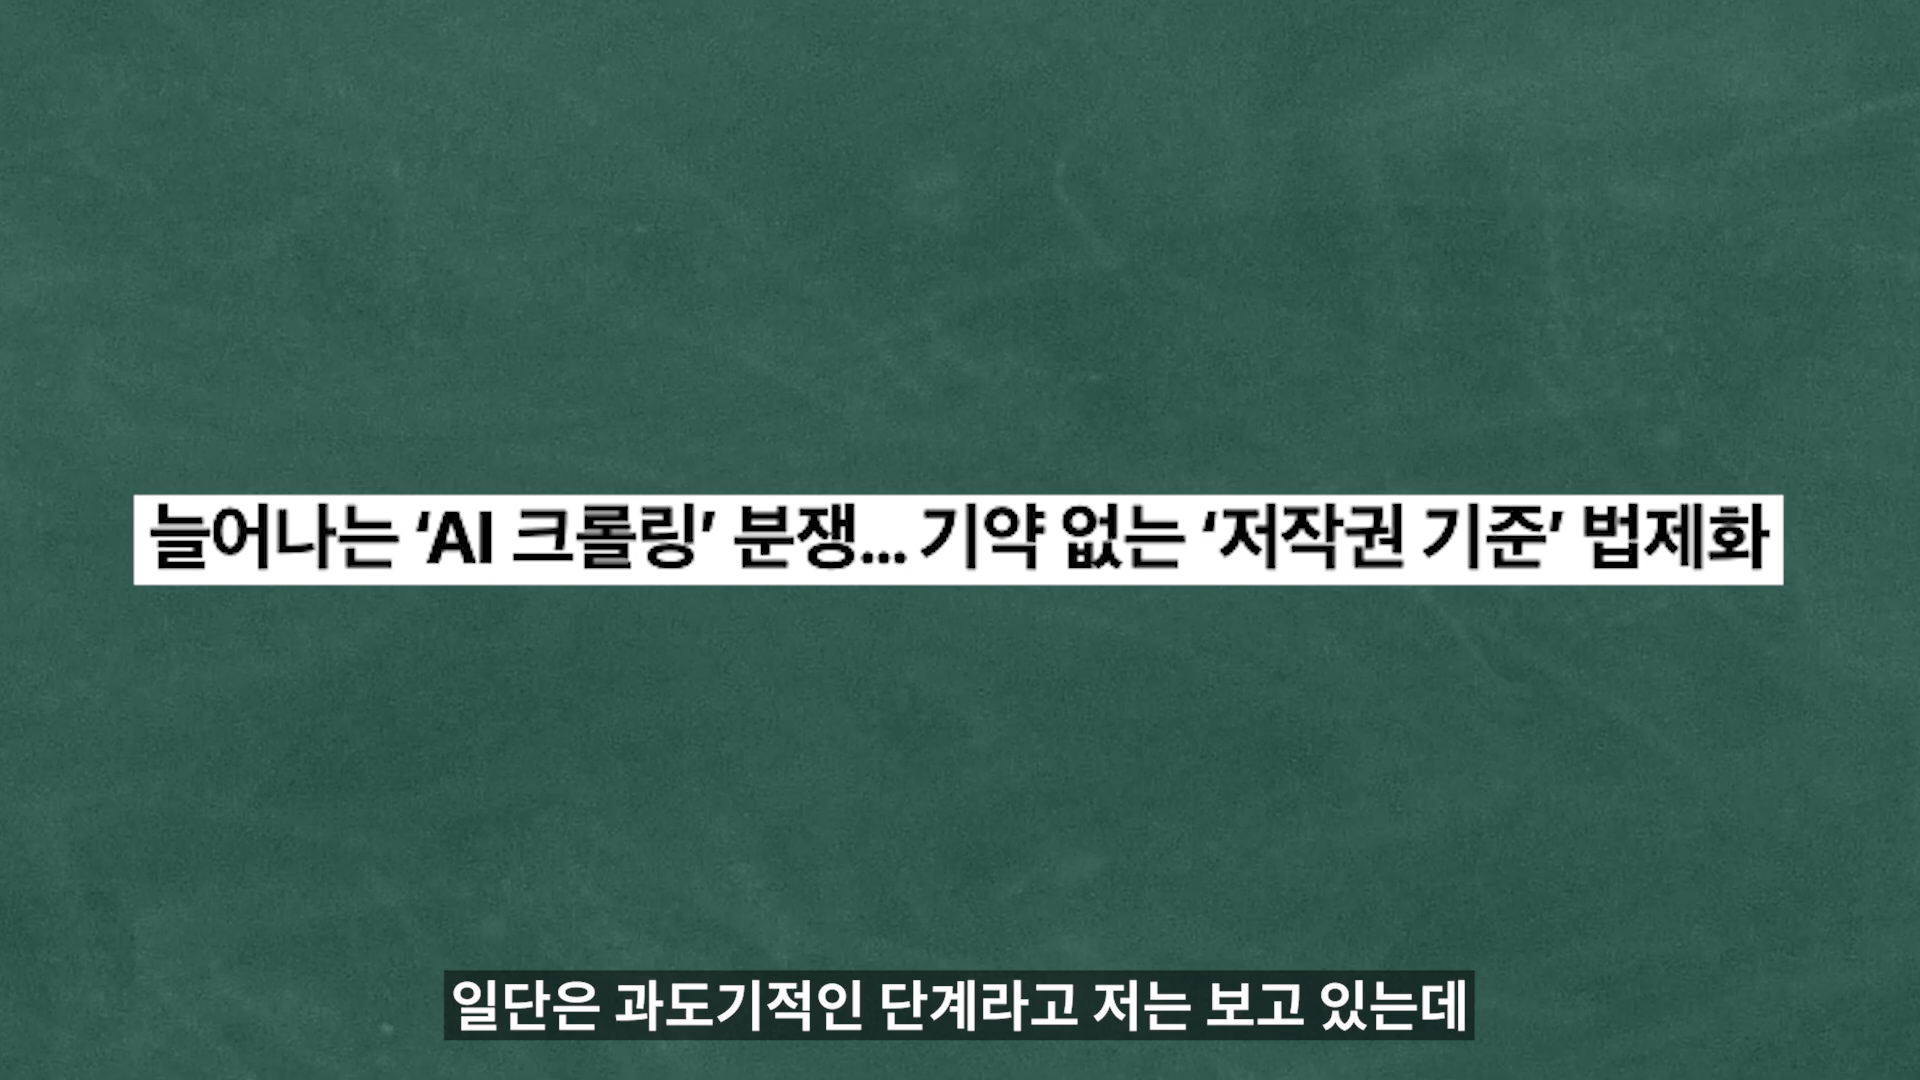 늘어나는 ‘AI 크롤링’ 분쟁... 기약 없는 ‘저작권 기준’ 법제화
일단은 과도기적인 단계라고 저는 보고 있는데